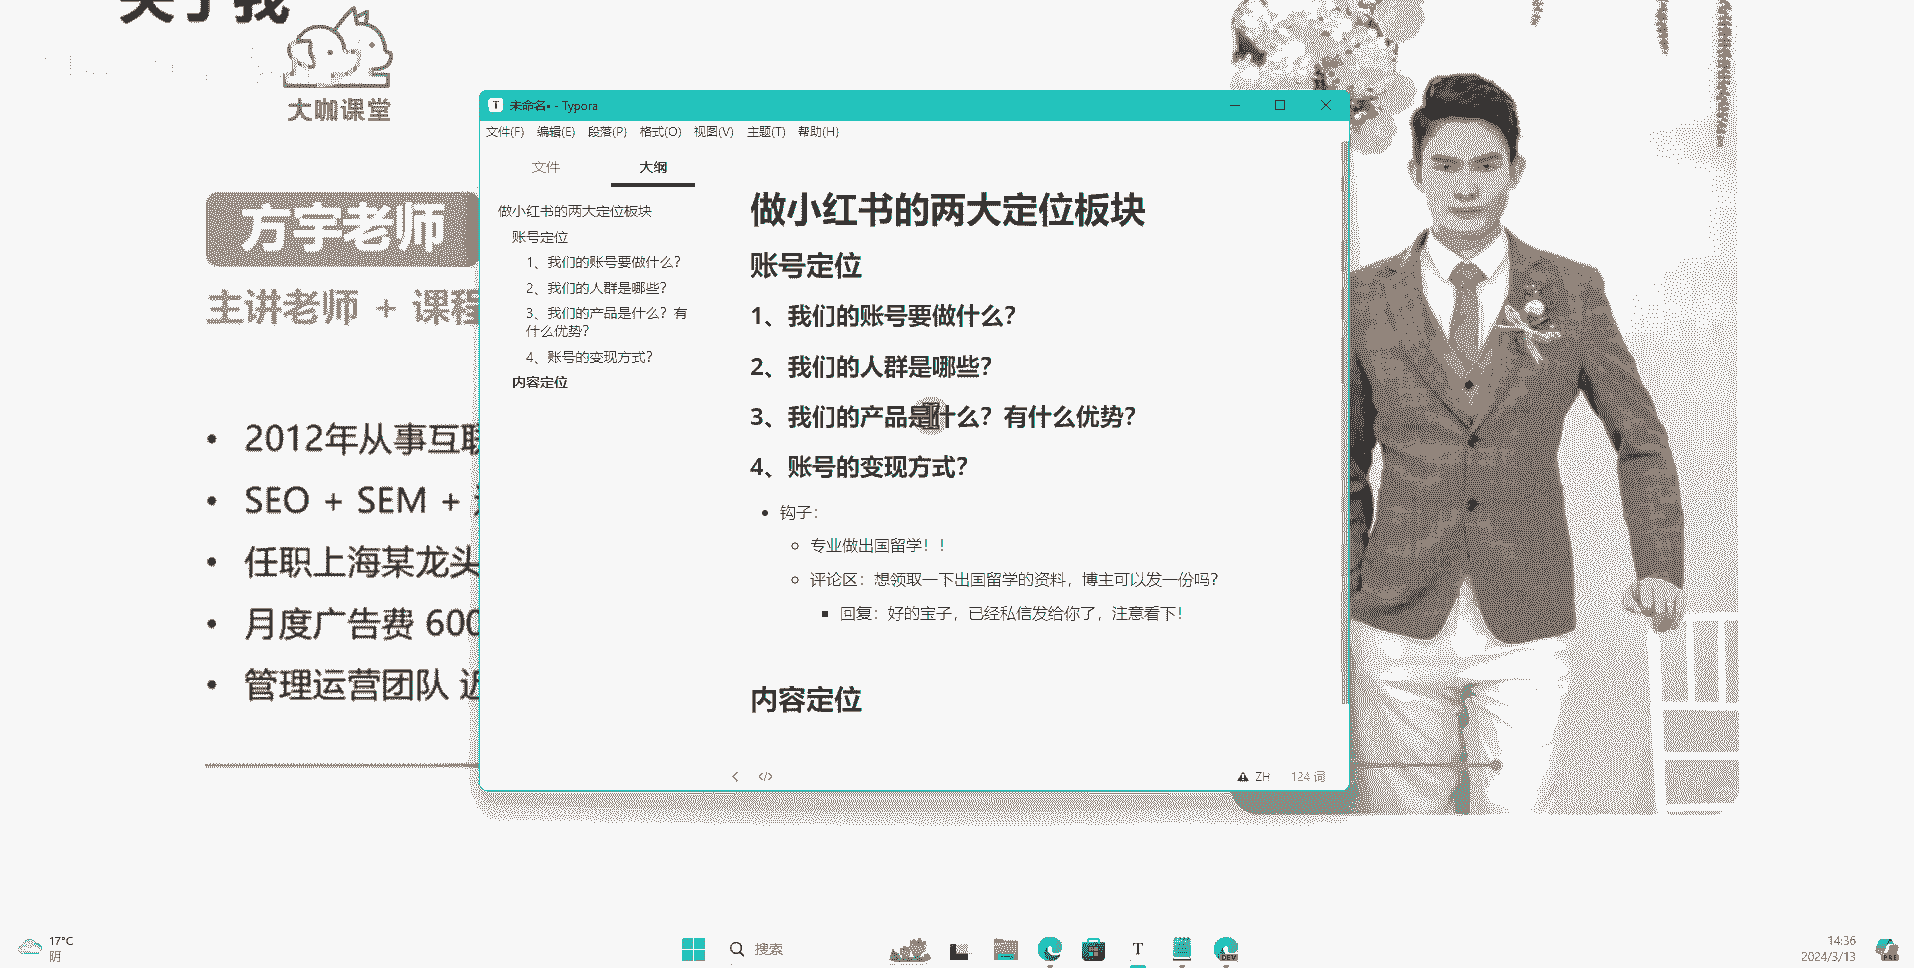 关于我
大咖课堂
方宇老师
主讲老师 + 课程
• 2012年从事互联
• SEO + SEM +
• 任职上海某龙头
• 月度广告费 600
• 管理运营团队 近
未命名• - Typora
文件(F) 编辑(E) 段落(P) 格式(O) 视图(V) 主题(T) 帮助(H)
文件 大纲
做小红书的两大定位板块
账号定位
1、我们的账号要做什么？
2、我们的人群是哪些？
3、我们的产品是什么？有
什么优势？
4、账号的变现方式？
内容定位
做小红书的两大定位板块
账号定位
1、我们的账号要做什么？
2、我们的人群是哪些？
3、我们的产品是什么？有什么优势？
4、账号的变现方式？
• 钩子：
专业做出国留学！！
评论区：想领取一下出国留学的资料，博主可以发一份吗？
回复：好的宝子，已经私信发给你了，注意看下！
内容定位
ZH 124 词
17°C
阴
搜索
T
DEV
14:36
2024/3/13
PRE